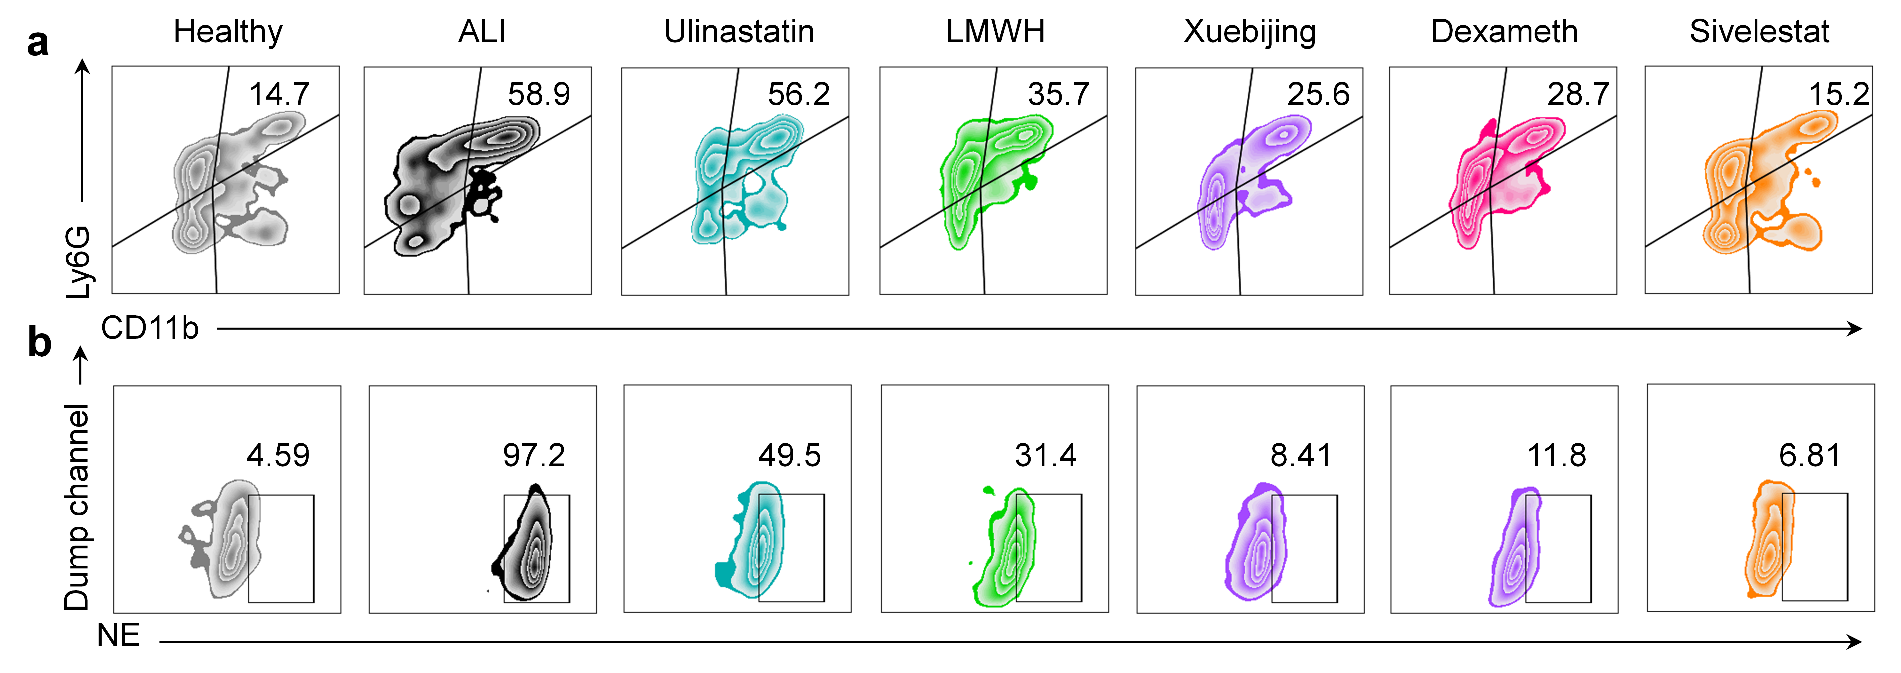 a
Healthy ALI Ulinastatin LMWH Xuebijing Dexameth Sivelestat
14.7 58.9 56.2 35.7 25.6 28.7 15.2
Ly6G
CD11b
b
4.59 97.2 49.5 31.4 8.41 11.8 6.81
Dump channel
NE